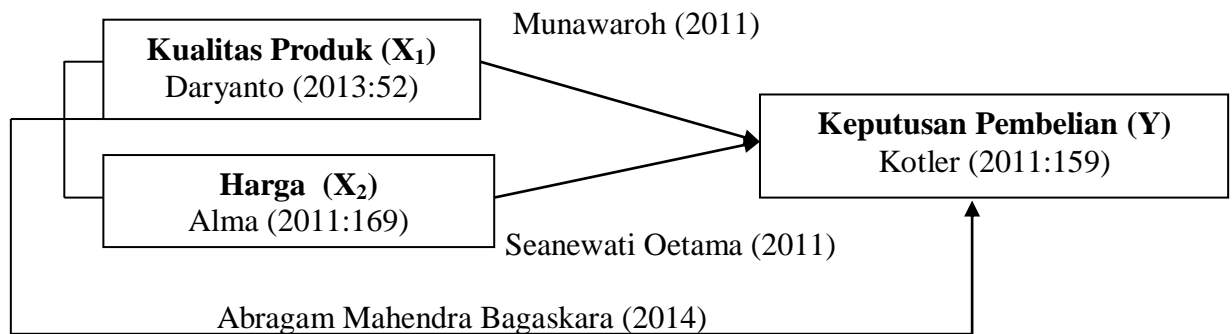 Munawaroh (2011)
Kualitas Produk (X₁)
Daryanto (2013:52)
Keputusan Pembelian (Y)
Kotler (2011:159)
Harga (X₂)
Alma (2011:169)
Seanewati Oetama (2011)
Abragam Mahendra Bagaskara (2014)